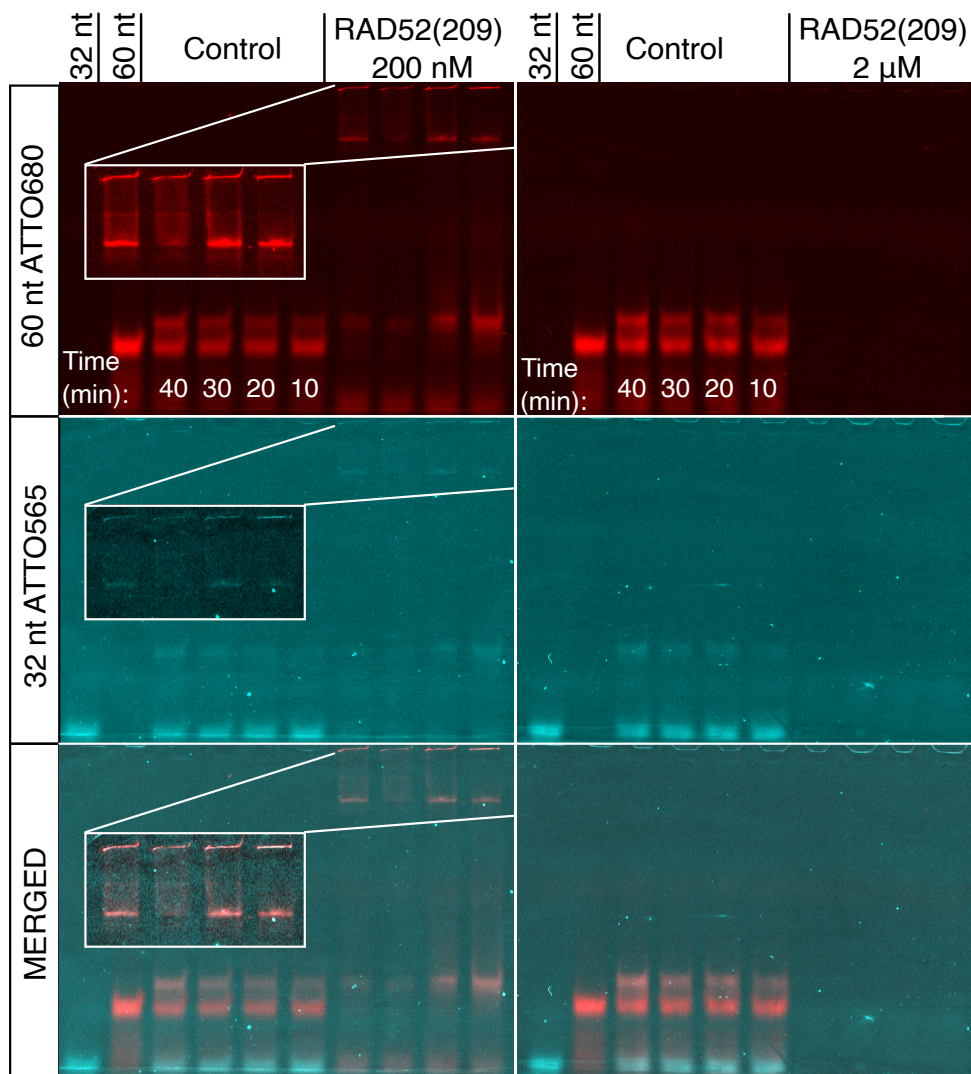 32 nt
60 nt
Control
RAD52(209)
200 nM
32 nt
60 nt
Control
RAD52(209)
2 µM
60 nt ATTO680
Time
(min):
40 30 20 10
Time
(min):
40 30 20 10
32 nt ATTO565
MERGED